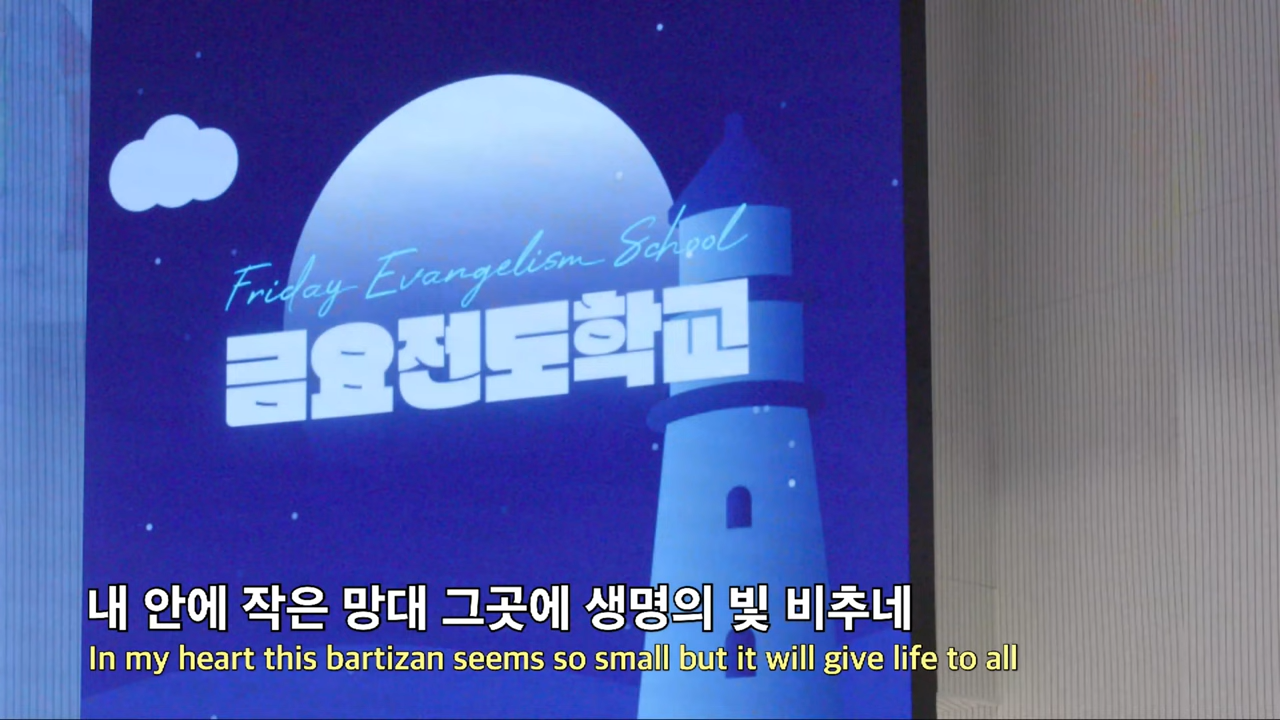 Friday Evangelism School
금요전도학교
내 안에 작은 망대 그곳에 생명의 빛 비추네
In my heart this bartizan seems so small but it will give life to all